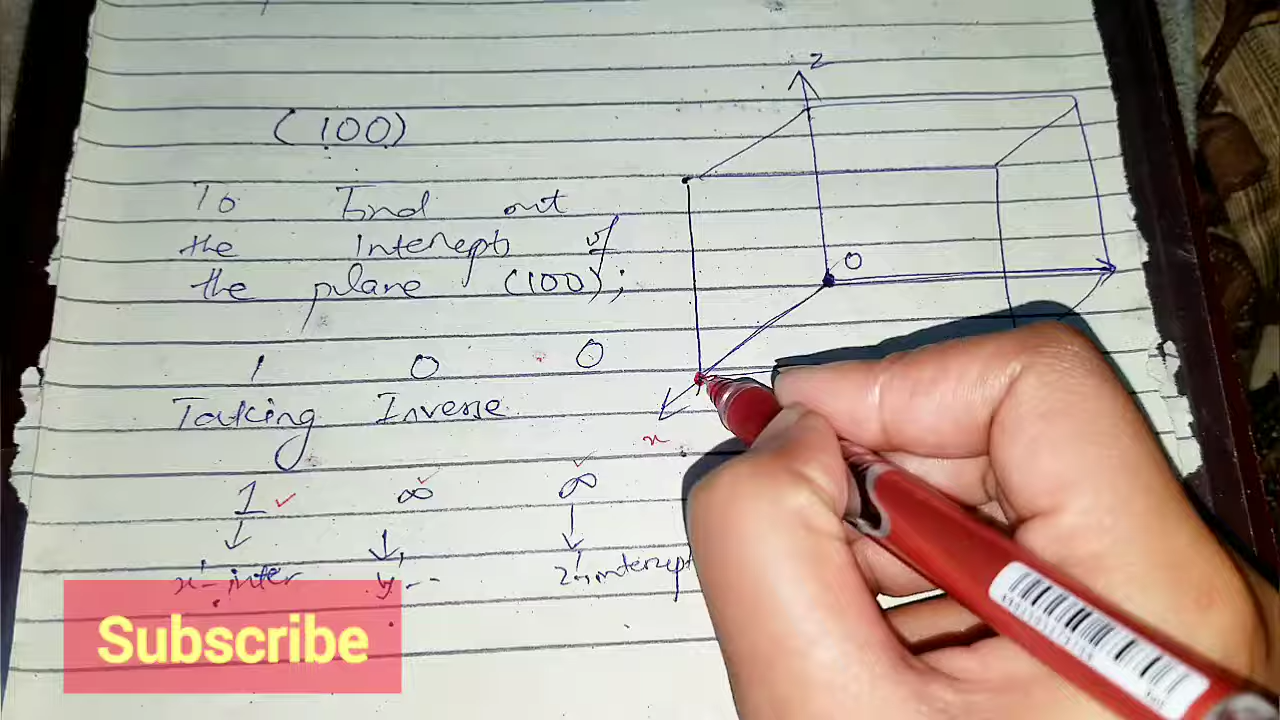 (100)
To Find out
the Intercept of
the plane (100);
1 0 0
Taking Inverse
1 ∞ ∞
x-inter y-- z-intercept
z
O
x
Subscribe